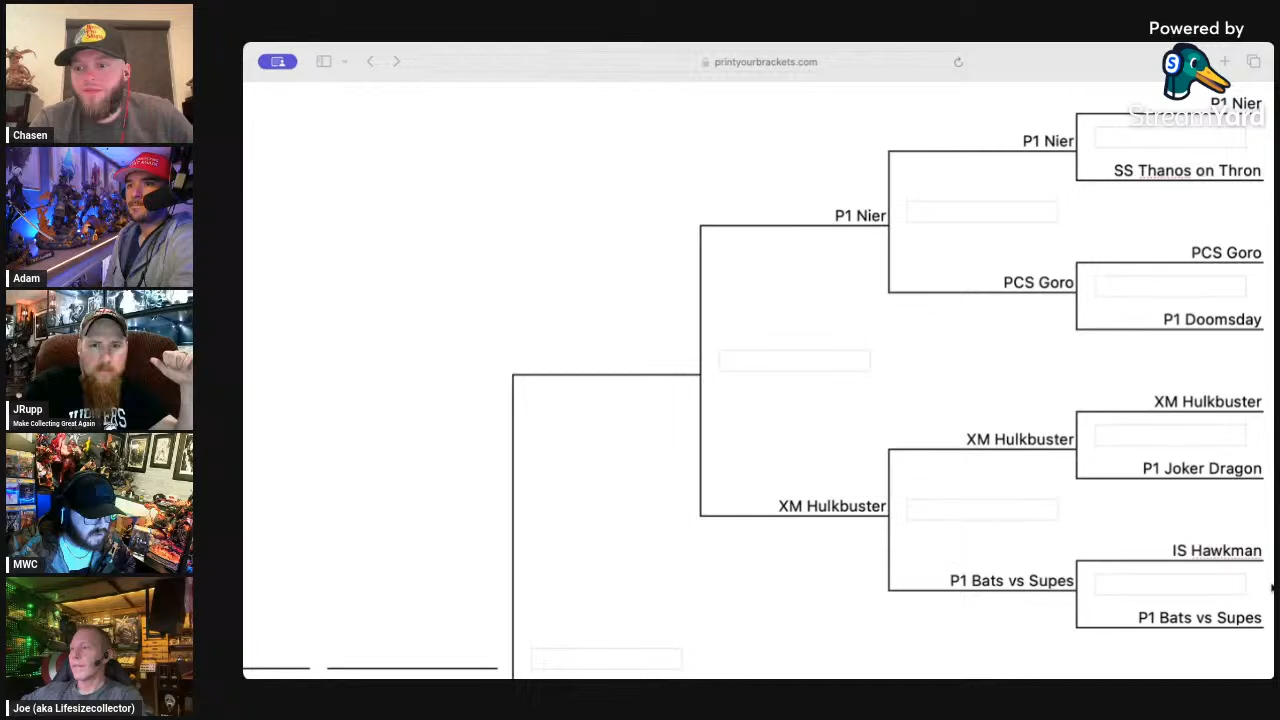 Powered by
StreamYard
printyourbrackets.com
P1 Nier
P1 Nier
SS Thanos on Thron
P1 Nier
PCS Goro
PCS Goro
P1 Doomsday
XM Hulkbuster
XM Hulkbuster
P1 Joker Dragon
XM Hulkbuster
IS Hawkman
P1 Bats vs Supes
P1 Bats vs Supes
Chasen
Adam
JRupp
Make Collecting Great Again
MWC
Joe (aka Lifesizecollector)